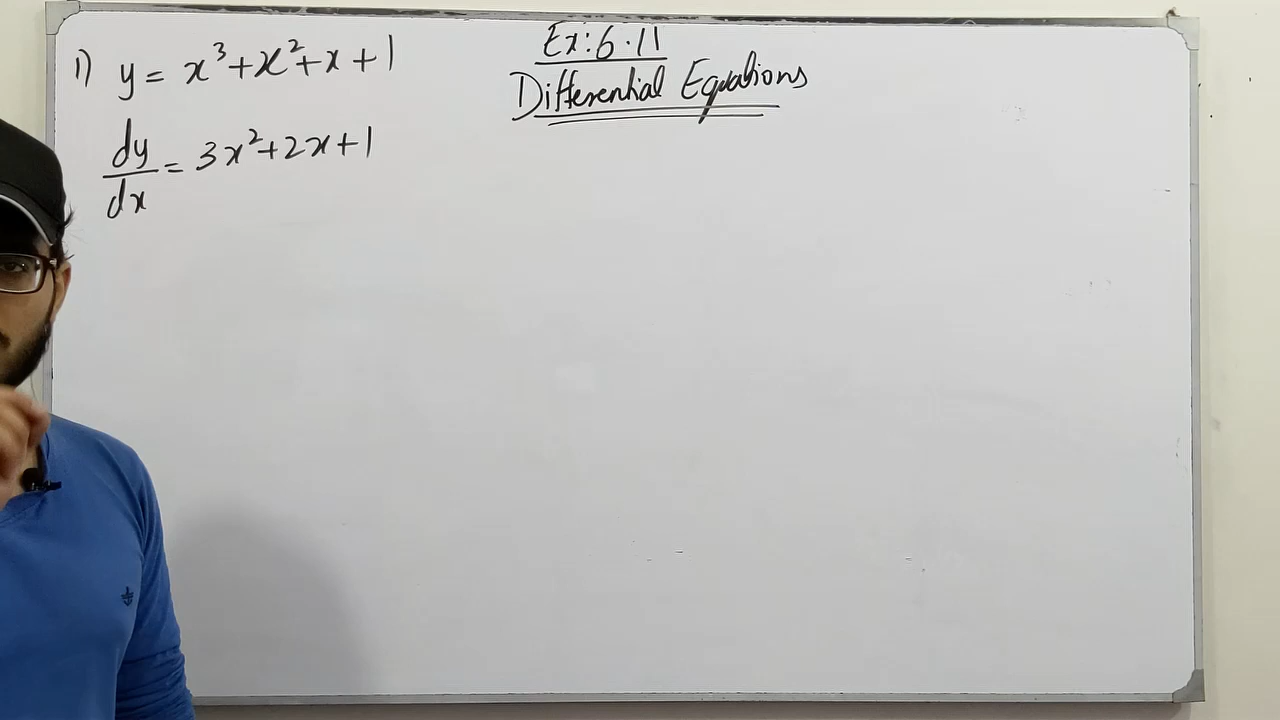 Ex: 6.11
Differential Equations
1) y = x³+x²+x+1
dy/dx = 3x²+2x+1